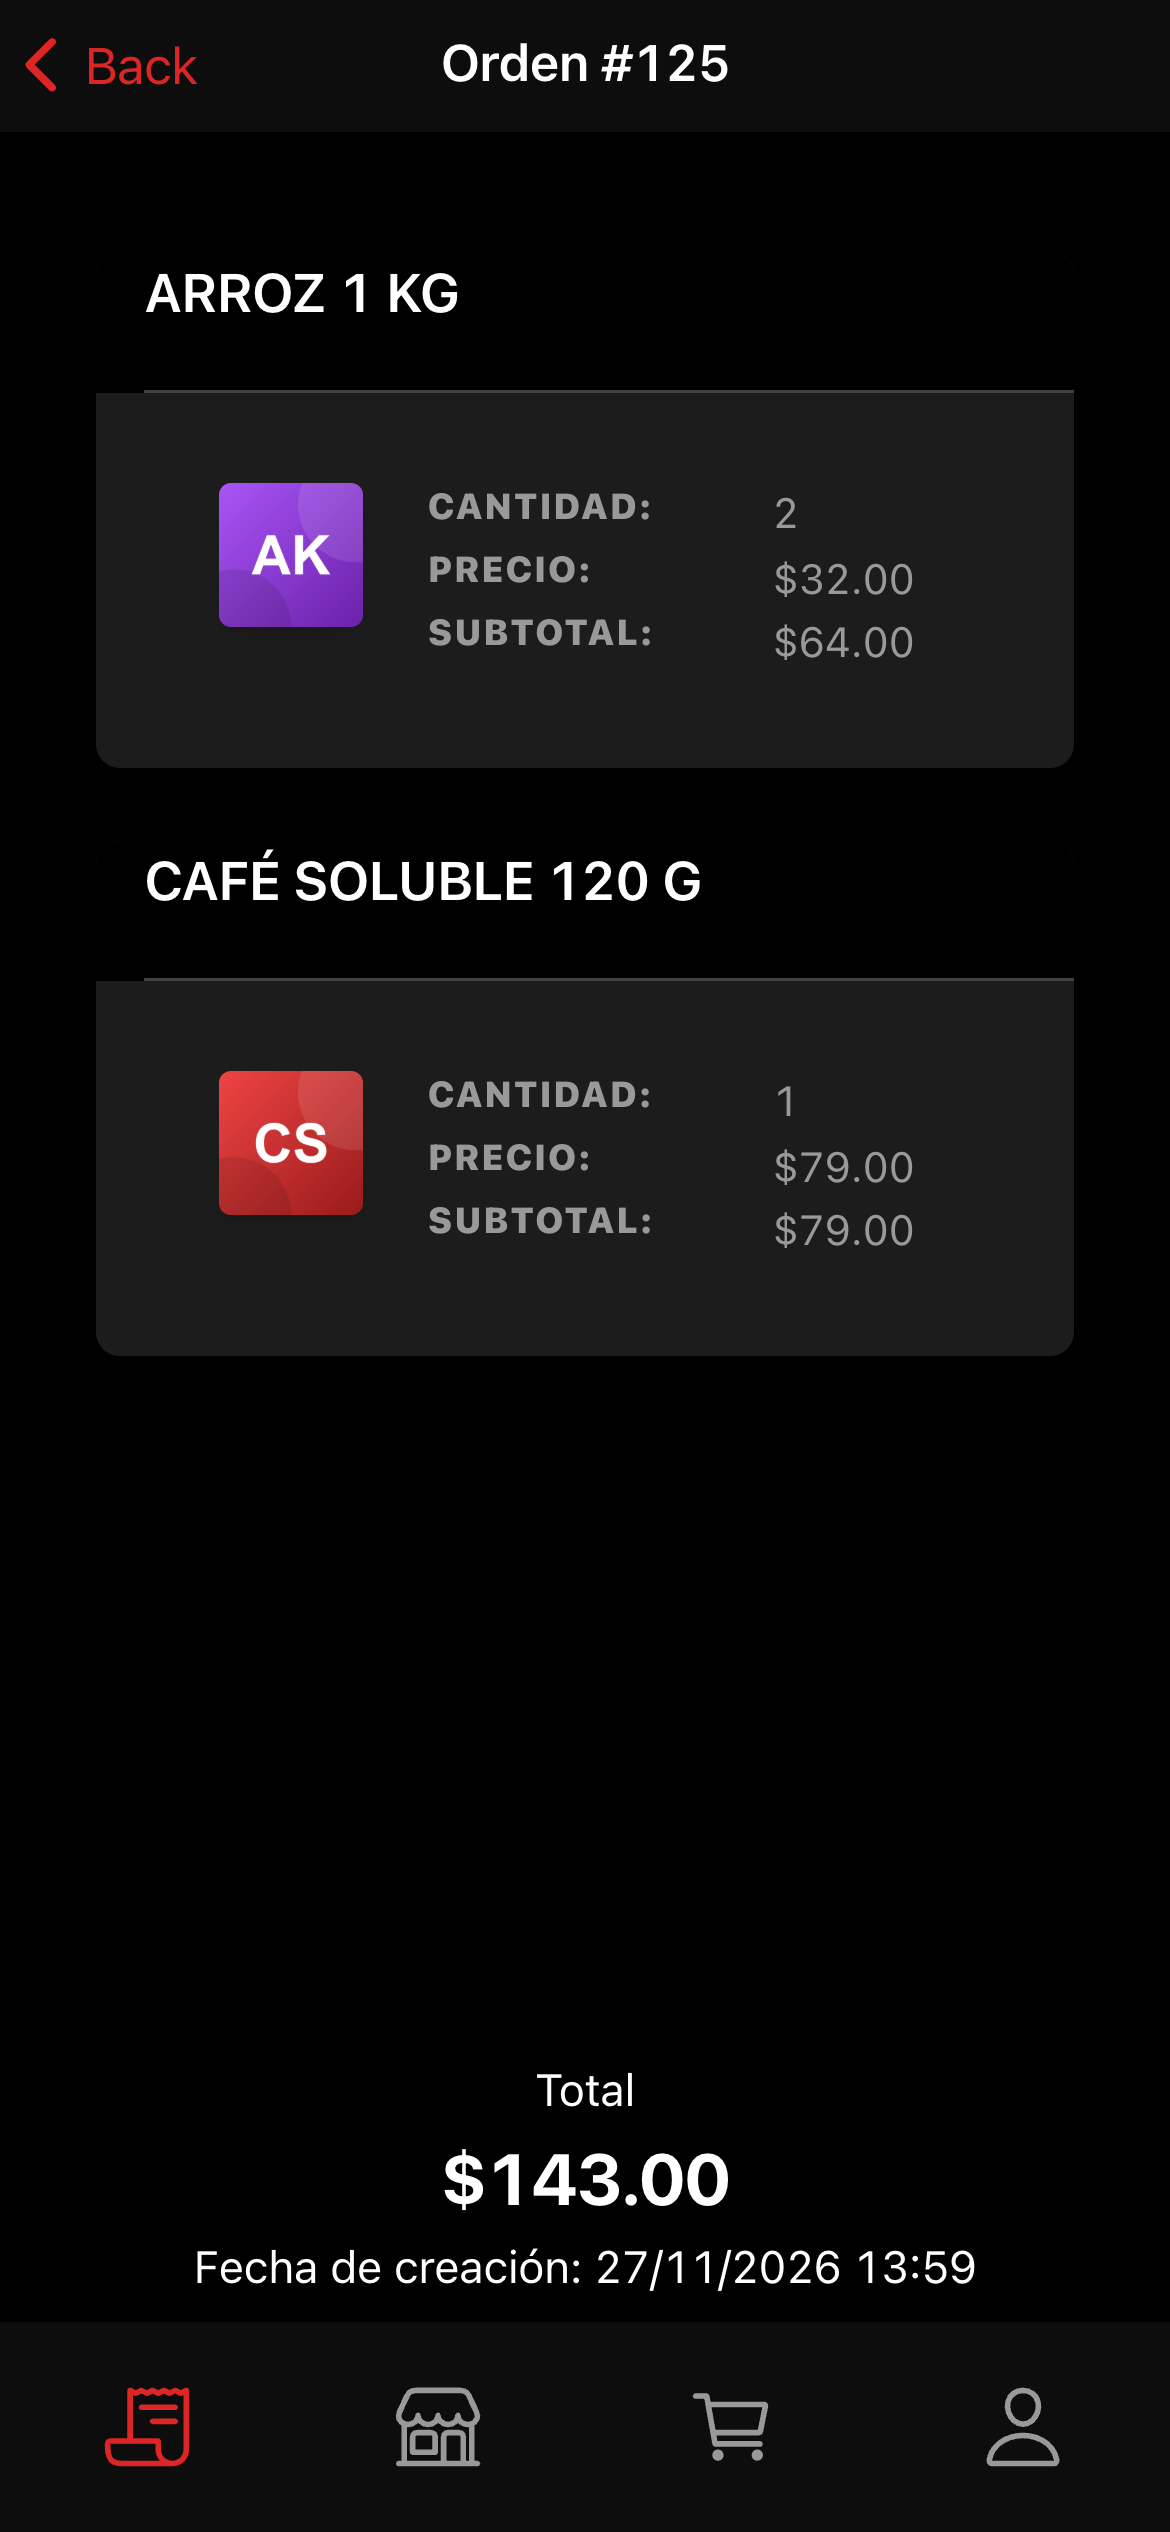 Back
Orden #125
ARROZ 1 KG
AK
CANTIDAD: 2
PRECIO: $32.00
SUBTOTAL: $64.00
CAFÉ SOLUBLE 120 G
CS
CANTIDAD: 1
PRECIO: $79.00
SUBTOTAL: $79.00
Total
$143.00
Fecha de creación: 27/11/2026 13:59